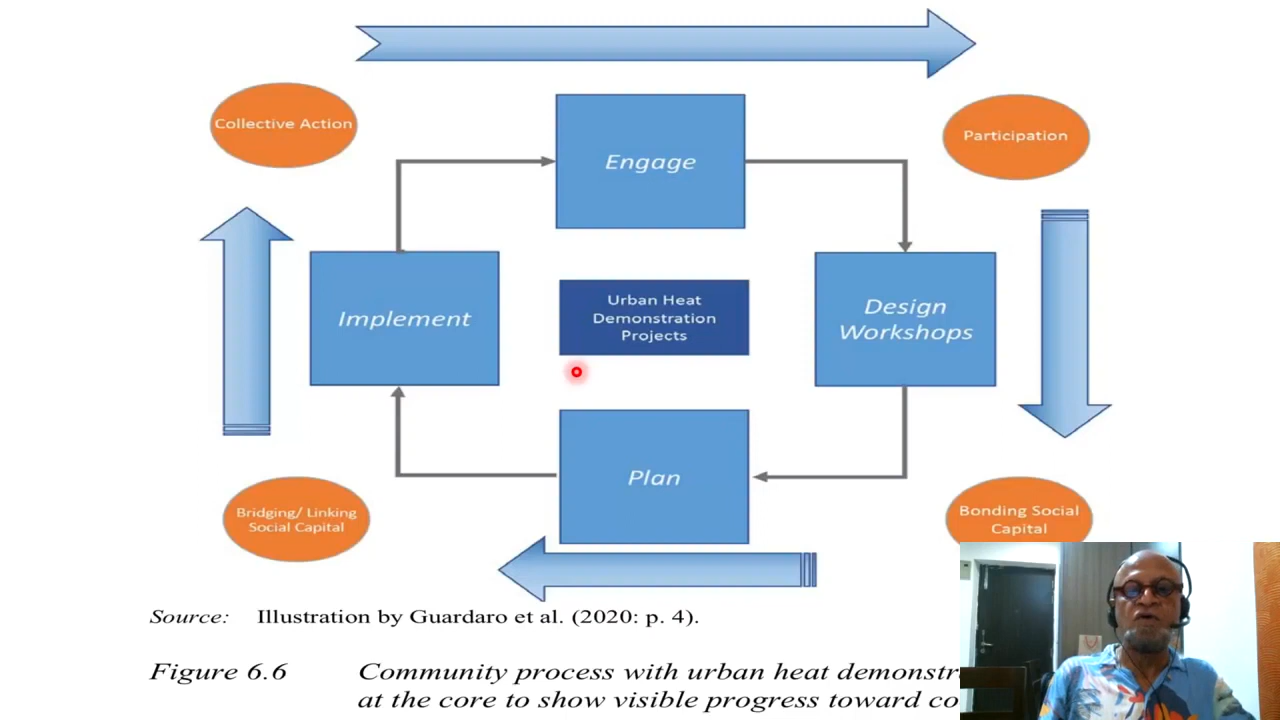 Collective Action
Engage
Participation
Implement
Urban Heat
Demonstration
Projects
Design
Workshops
Plan
Bridging/ Linking
Social Capital
Bonding Social
Capital
Source: Illustration by Guardaro et al. (2020: p. 4).
Figure 6.6 Community process with urban heat
at the core to show visible progress toward